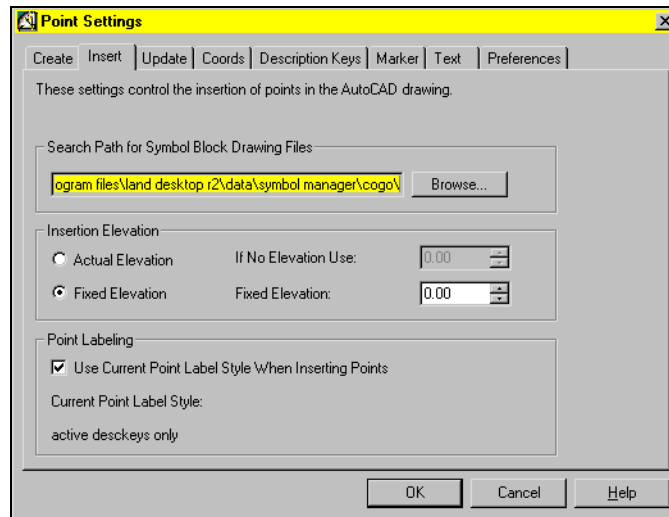 Point Settings
Create Insert Update Coords Description Keys Marker Text Preferences
These settings control the insertion of points in the AutoCAD drawing.
Search Path for Symbol Block Drawing Files
ogram files\land desktop r2\data\symbol manager\cogo\ Browse...
Insertion Elevation
Actual Elevation If No Elevation Use: 0.00
Fixed Elevation Fixed Elevation: 0.00
Point Labeling
Use Current Point Label Style When Inserting Points
Current Point Label Style:
active desckeys only
OK Cancel Help